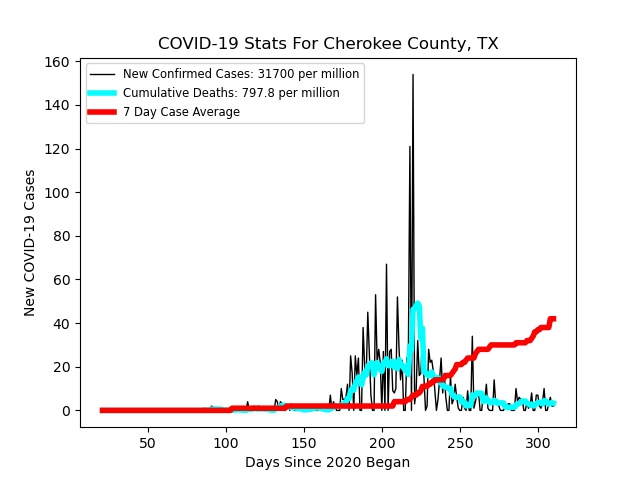 COVID-19 Stats For Cherokee County, TX
New Confirmed Cases: 31700 per million
Cumulative Deaths: 797.8 per million
7 Day Case Average
New COVID-19 Cases
160
140
120
100
80
60
40
20
0
50 100 150 200 250 300
Days Since 2020 Began